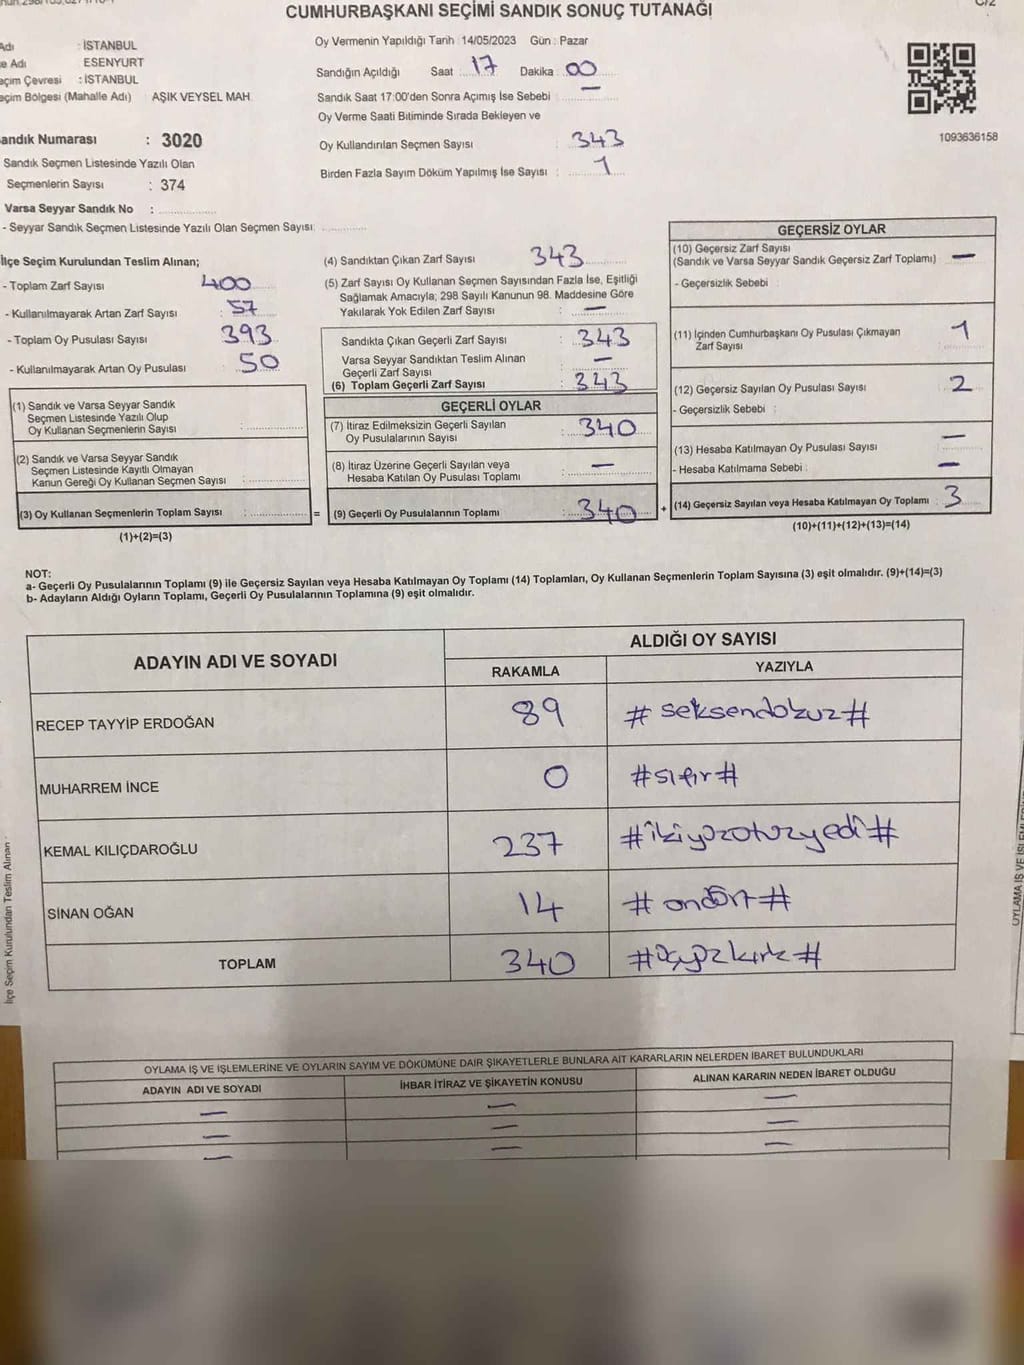 CUMHURBAŞKANI SEÇİMİ SANDIK SONUÇ TUTANAĞI
C/2
Adı : İSTANBUL
e Adı ESENYURT
eçim Çevresi : İSTANBUL
eçim Bölgesi (Mahalle Adı) AŞIK VEYSEL MAH
andık Numarası : 3020
Sandık Seçmen Listesinde Yazılı Olan
Seçmenlerin Sayısı : 374
Varsa Seyyar Sandık No :
- Seyyar Sandık Seçmen Listesinde Yazılı Olan Seçmen Sayısı:
Oy Vermenin Yapıldığı Tarih : 14/05/2023 Gün : Pazar
Sandığın Açıldığı Saat : 17 Dakika : 00
Sandık Saat 17:00'den Sonra Açımış İse Sebebi : —
Oy Verme Saati Bitiminde Sırada Bekleyen ve
Oy Kullandırılan Seçmen Sayısı : 343
Birden Fazla Sayım Döküm Yapılmış İse Sayısı : 1
1093636158
İlçe Seçim Kurulundan Teslim Alınan;
- Toplam Zarf Sayısı : 400
- Kullanılmayarak Artan Zarf Sayısı : 57
- Toplam Oy Pusulası Sayısı : 393
- Kullanılmayarak Artan Oy Pusulası : 50
(1) Sandık ve Varsa Seyyar Sandık
Seçmen Listesinde Yazılı Olup
Oy Kullanan Seçmenlerin Sayısı :
(2) Sandık ve Varsa Seyyar Sandık
Seçmen Listesinde Kayıtlı Olmayan
Kanun Gereği Oy Kullanan Seçmen Sayısı :
(3) Oy Kullanan Seçmenlerin Toplam Sayısı : =
(1)+(2)=(3)
(4) Sandıktan Çıkan Zarf Sayısı : 343
(5) Zarf Sayısı Oy Kullanan Seçmen Sayısından Fazla İse, Eşitliği
Sağlamak Amacıyla; 298 Sayılı Kanunun 98. Maddesine Göre
Yakılarak Yok Edilen Zarf Sayısı : —
Sandıkta Çıkan Geçerli Zarf Sayısı : 343
Varsa Seyyar Sandıktan Teslim Alınan
Geçerli Zarf Sayısı : —
(6) Toplam Geçerli Zarf Sayısı : 343
GEÇERLİ OYLAR
(7) İtiraz Edilmeksizin Geçerli Sayılan
Oy Pusulalarının Sayısı : 340
(8) İtiraz Üzerine Geçerli Sayılan veya
Hesaba Katılan Oy Pusulası Toplamı : —
(9) Geçerli Oy Pusulalarının Toplamı : 340 +
GEÇERSİZ OYLAR
(10) Geçersiz Zarf Sayısı
(Sandık ve Varsa Seyyar Sandık Geçersiz Zarf Toplamı) : —
- Geçersizlik Sebebi :
(11) İçinden Cumhurbaşkanı Oy Pusulası Çıkmayan
Zarf Sayısı : 1
(12) Geçersiz Sayılan Oy Pusulası Sayısı : 2
- Geçersizlik Sebebi :
(13) Hesaba Katılmayan Oy Pusulası Sayısı : —
- Hesaba Katılmama Sebebi : —
(14) Geçersiz Sayılan veya Hesaba Katılmayan Oy Toplamı : 3
(10)+(11)+(12)+(13)=(14)
NOT:
a- Geçerli Oy Pusulalarının Toplamı (9) ile Geçersiz Sayılan veya Hesaba Katılmayan Oy Toplamı (14) Toplamları, Oy Kullanan Seçmenlerin Toplam Sayısına (3) eşit olmalıdır. (9)+(14)=(3)
b- Adayların Aldığı Oyların Toplamı, Geçerli Oy Pusulalarının Toplamına (9) eşit olmalıdır.
ADAYIN ADI VE SOYADI
ALDIĞI OY SAYISI
RAKAMLA YAZIYLA
RECEP TAYYİP ERDOĞAN 89 # seksendokuz#
MUHARREM İNCE 0 #sıfır#
KEMAL KILIÇDAROĞLU 237 #ikiyüzotuzyedi#
SİNAN OĞAN 14 # ondört#
TOPLAM 340 #üçyüzkırk#
İlçe Seçim Kurulundan Teslim Alınan -
OYLAMA İŞ VE İŞLEMLERİNE
OYLAMA İŞ VE İŞLEMLERİNE VE OYLARIN SAYIM VE DÖKÜMÜNE DAİR ŞİKAYETLERLE BUNLARA AİT KARARLARIN NELERDEN İBARET BULUNDUKLARI
ADAYIN ADI VE SOYADI İHBAR İTİRAZ VE ŞİKAYETİN KONUSU ALINAN KARARIN NEDEN İBARET OLDUĞU
— — —
— — —
— — —